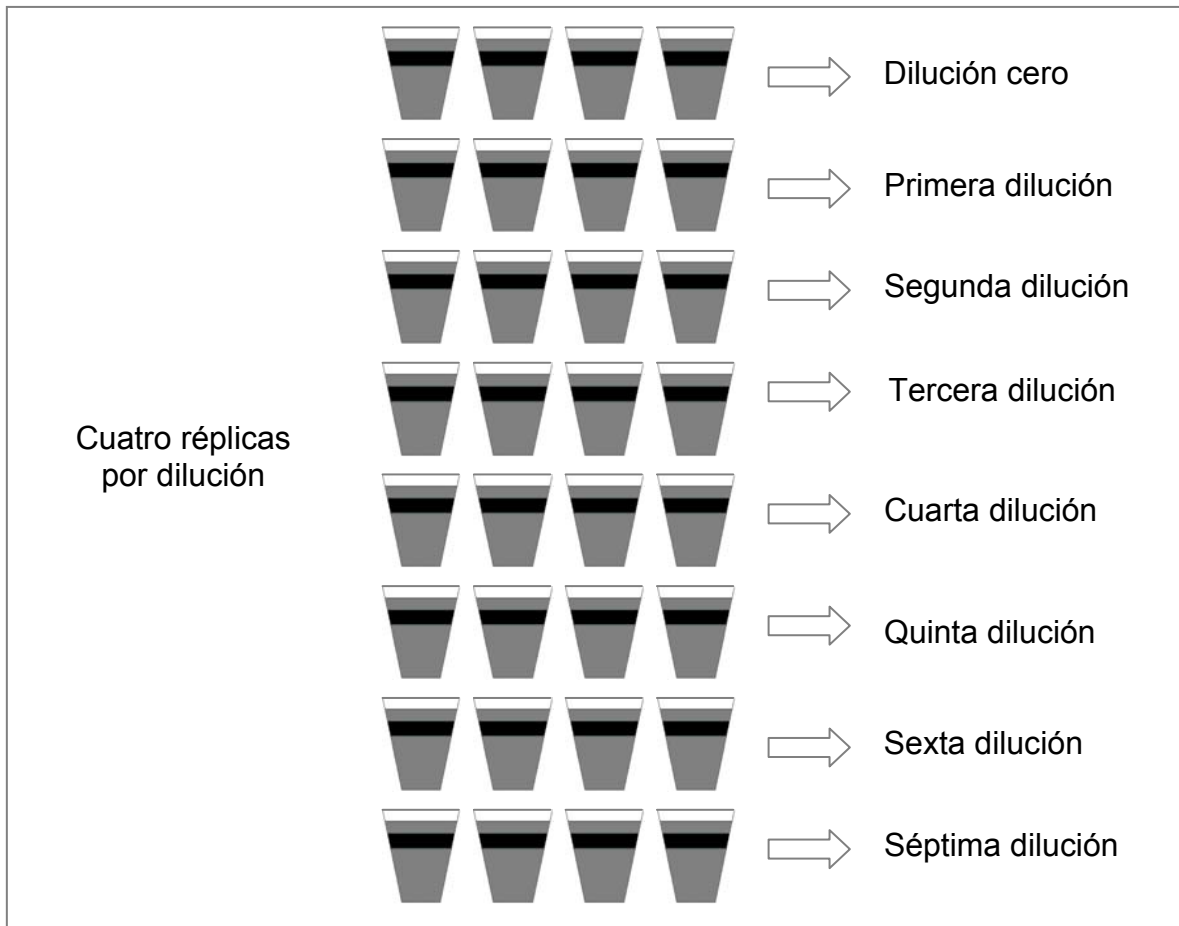 Dilución cero
Primera dilución
Segunda dilución
Tercera dilución
Cuatro réplicas
por dilución
Cuarta dilución
Quinta dilución
Sexta dilución
Séptima dilución